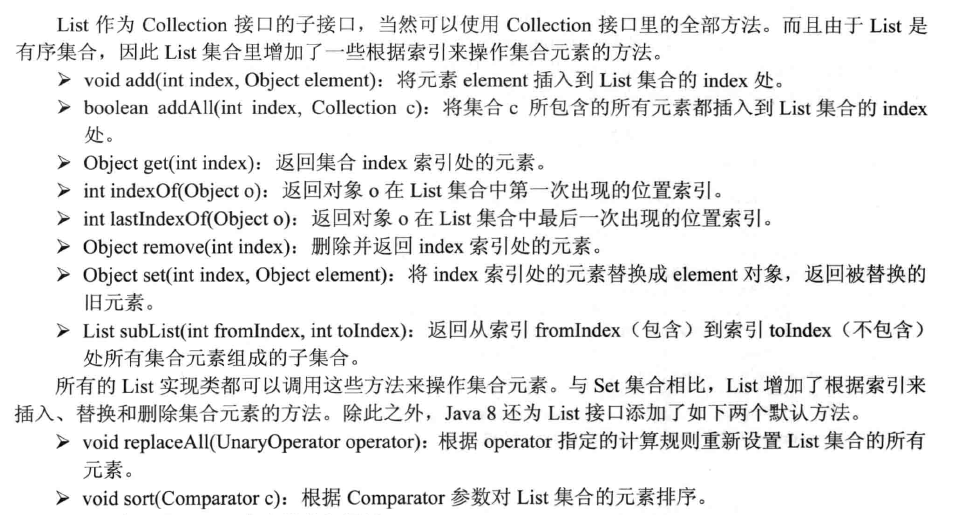 List 作为 Collection 接口的子接口，当然可以使用 Collection 接口里的全部方法。而且由于 List 是
有序集合，因此 List 集合里增加了一些根据索引来操作集合元素的方法。
➢ void add(int index, Object element)：将元素 element 插入到 List 集合的 index 处。
➢ boolean addAll(int index, Collection c)：将集合 c 所包含的所有元素都插入到 List 集合的 index
处。
➢ Object get(int index)：返回集合 index 索引处的元素。
➢ int indexOf(Object o)：返回对象 o 在 List 集合中第一次出现的位置索引。
➢ int lastIndexOf(Object o)：返回对象 o 在 List 集合中最后一次出现的位置索引。
➢ Object remove(int index)：删除并返回 index 索引处的元素。
➢ Object set(int index, Object element)：将 index 索引处的元素替换成 element 对象，返回被替换的
旧元素。
➢ List subList(int fromIndex, int toIndex)：返回从索引 fromIndex（包含）到索引 toIndex（不包含）
处所有集合元素组成的子集合。
所有的 List 实现类都可以调用这些方法来操作集合元素。与 Set 集合相比，List 增加了根据索引来
插入、替换和删除集合元素的方法。除此之外，Java 8 还为 List 接口添加了如下两个默认方法。
➢ void replaceAll(UnaryOperator operator)：根据 operator 指定的计算规则重新设置 List 集合的所有
元素。
➢ void sort(Comparator c)：根据 Comparator 参数对 List 集合的元素排序。